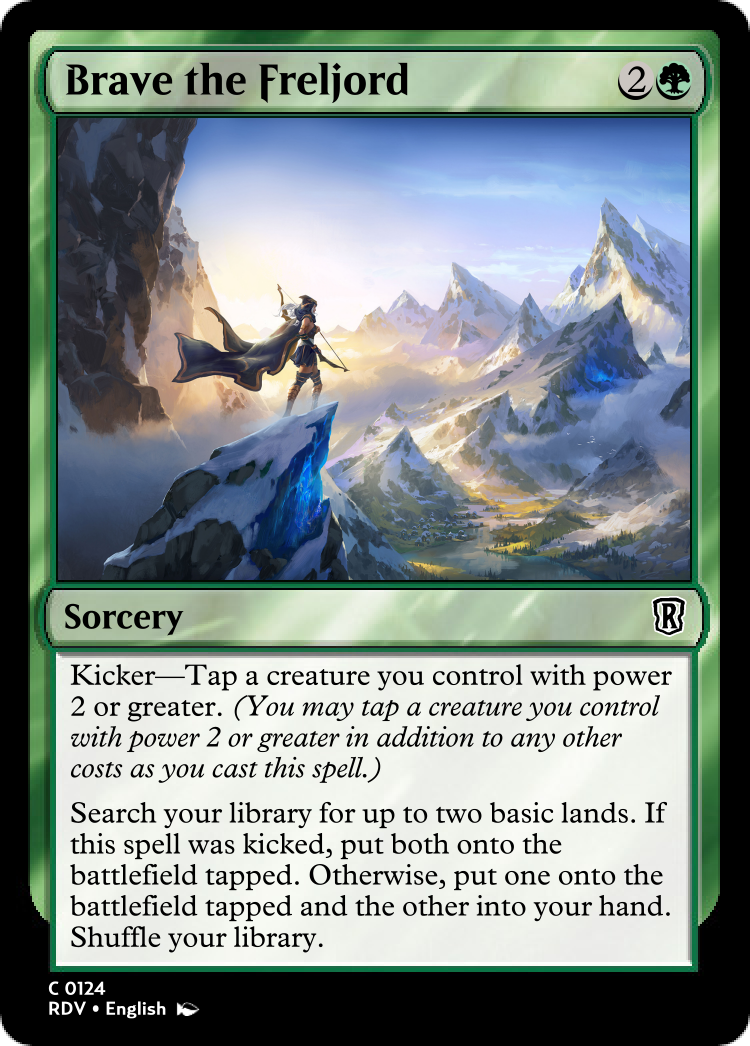 Brave the Freljord
2
Sorcery
R
Kicker—Tap a creature you control with power
2 or greater. (You may tap a creature you control
with power 2 or greater in addition to any other
costs as you cast this spell.)
Search your library for up to two basic lands. If
this spell was kicked, put both onto the
battlefield tapped. Otherwise, put one onto the
battlefield tapped and the other into your hand.
Shuffle your library.
C 0124
RDV • English